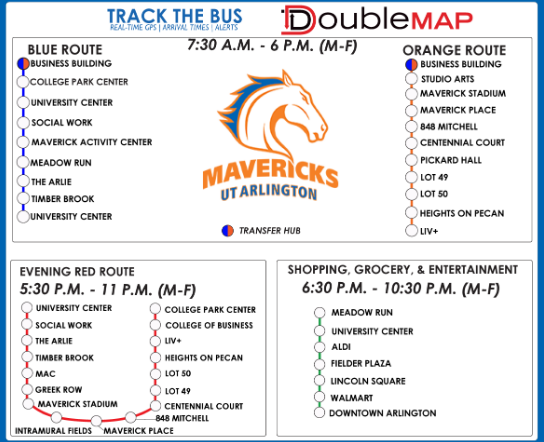 TRACK THE BUS
REAL-TIME GPS | ARRIVAL TIMES | ALERTS
DOUBLEMAP
7:30 A.M. - 6 P.M. (M-F)
BLUE ROUTE
BUSINESS BUILDING
COLLEGE PARK CENTER
UNIVERSITY CENTER
SOCIAL WORK
MAVERICK ACTIVITY CENTER
MEADOW RUN
THE ARLIE
TIMBER BROOK
UNIVERSITY CENTER
MAVERICKS
UT ARLINGTON
TRANSFER HUB
ORANGE ROUTE
BUSINESS BUILDING
STUDIO ARTS
MAVERICK STADIUM
MAVERICK PLACE
848 MITCHELL
CENTENNIAL COURT
PICKARD HALL
LOT 49
LOT 50
HEIGHTS ON PECAN
LIV+
EVENING RED ROUTE
5:30 P.M. - 11 P.M. (M-F)
UNIVERSITY CENTER
SOCIAL WORK
THE ARLIE
TIMBER BROOK
MAC
GREEK ROW
MAVERICK STADIUM
INTRAMURAL FIELDS
MAVERICK PLACE
848 MITCHELL
CENTENNIAL COURT
LOT 49
LOT 50
HEIGHTS ON PECAN
LIV+
COLLEGE OF BUSINESS
COLLEGE PARK CENTER
SHOPPING, GROCERY, & ENTERTAINMENT
6:30 P.M. - 10:30 P.M. (M-F)
MEADOW RUN
UNIVERSITY CENTER
ALDI
FIELDER PLAZA
LINCOLN SQUARE
WALMART
DOWNTOWN ARLINGTON